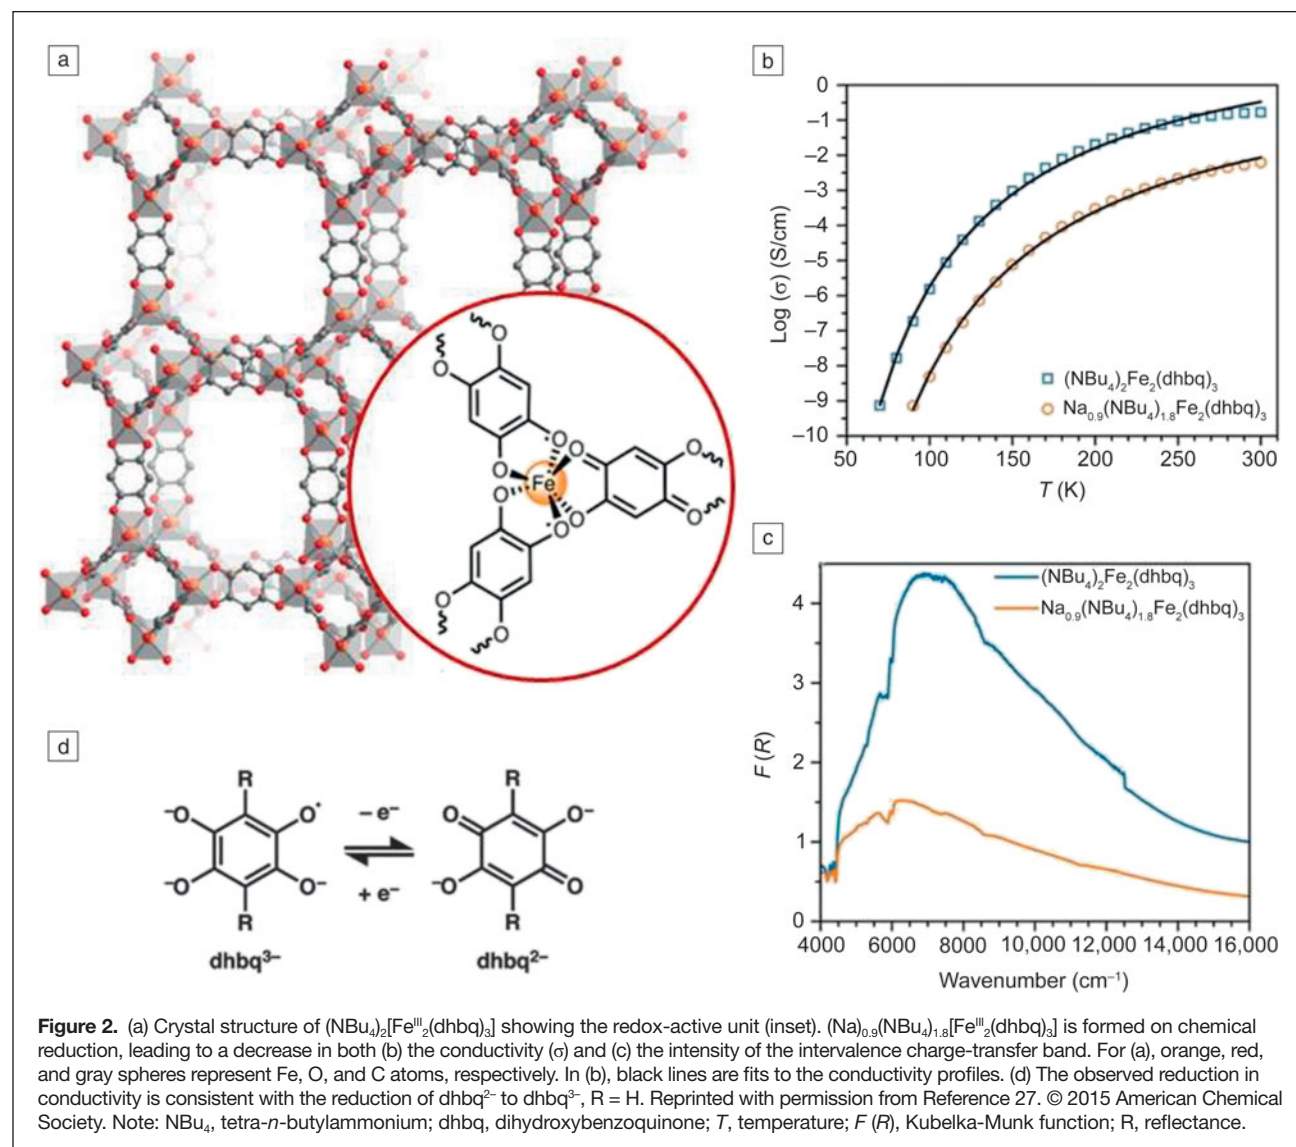 a
O O
O
O
O O
O
O
Fe
O
O
O
O
O
O
O
O
b
Log (σ) (S/cm)
0
–1
–2
–3
–4
–5
–6
–7
–8
–9
–10
(NBu₄)₂Fe₂(dhbq)₃
Na₀.₉(NBu₄)₁.₈Fe₂(dhbq)₃
50 100 150 200 250 300
T (K)
c
F (R)
4
3
2
1
0
(NBu₄)₂Fe₂(dhbq)₃
Na₀.₉(NBu₄)₁.₈Fe₂(dhbq)₃
4000 6000 8000 10,000 12,000 14,000 16,000
Wavenumber (cm⁻¹)
d
R
⁻O O•
⁻O O⁻
R
dhbq³⁻
– e⁻
+ e⁻
R
O O⁻
⁻O O
R
dhbq²⁻
Figure 2. (a) Crystal structure of (NBu₄)₂[Feᴵᴵᴵ₂(dhbq)₃] showing the redox-active unit (inset). (Na)₀.₉(NBu₄)₁.₈[Feᴵᴵᴵ₂(dhbq)₃] is formed on chemical
reduction, leading to a decrease in both (b) the conductivity (σ) and (c) the intensity of the intervalence charge-transfer band. For (a), orange, red,
and gray spheres represent Fe, O, and C atoms, respectively. In (b), black lines are fits to the conductivity profiles. (d) The observed reduction in
conductivity is consistent with the reduction of dhbq²⁻ to dhbq³⁻, R = H. Reprinted with permission from Reference 27. © 2015 American Chemical
Society. Note: NBu₄, tetra-n-butylammonium; dhbq, dihydroxybenzoquinone; T, temperature; F (R), Kubelka-Munk function; R, reflectance.